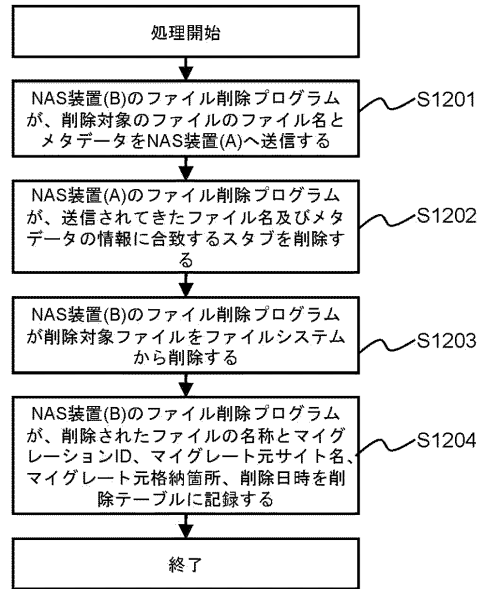 処理開始
NAS装置(B)のファイル削除プログラム
が、削除対象のファイルのファイル名と
メタデータをNAS装置(A)へ送信する
S1201
NAS装置(A)のファイル削除プログラム
が、送信されてきたファイル名及びメタ
データの情報に合致するスタブを削除す
る
S1202
NAS装置(B)のファイル削除プログラム
が削除対象ファイルをファイルシステム
から削除する
S1203
NAS装置(B)のファイル削除プログラム
が、削除されたファイルの名称とマイグ
レーションID、マイグレート元サイト名、
マイグレート元格納箇所、削除日時を削
除テーブルに記録する
S1204
終了